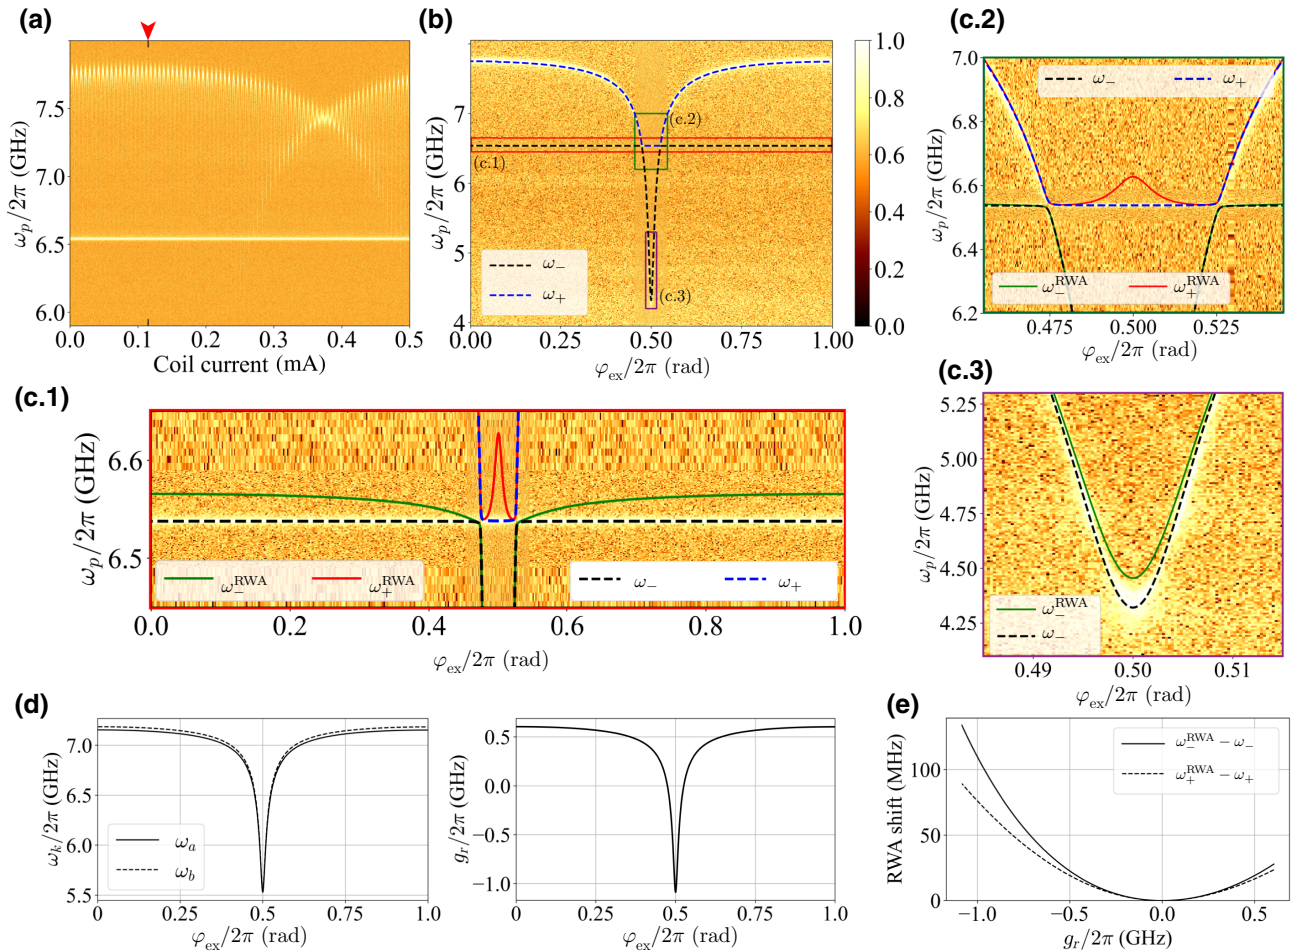 (a)
7.5
7.0
6.5
6.0
ω_p/2π (GHz)
0.0 0.1 0.2 0.3 0.4 0.5
Coil current (mA)
(b)
7
6
5
4
ω_p/2π (GHz)
(c.2)
(c.1)
(c.3)
ω_−
ω_+
0.00 0.25 0.50 0.75 1.00
φ_ex/2π (rad)
1.0
0.8
0.6
0.4
0.2
0.0
(c.2)
7.0
6.8
6.6
6.4
6.2
ω_p/2π (GHz)
ω_− ω_+
ω_−^RWA ω_+^RWA
0.475 0.500 0.525
φ_ex/2π (rad)
(c.1)
6.6
6.5
ω_p/2π (GHz)
ω_−^RWA ω_+^RWA ω_− ω_+
0.0 0.2 0.4 0.6 0.8 1.0
φ_ex/2π (rad)
(c.3)
5.25
5.00
4.75
4.50
4.25
ω_p/2π (GHz)
ω_−^RWA
ω_−
0.49 0.50 0.51
φ_ex/2π (rad)
(d)
7.0
6.5
6.0
5.5
ω_k/2π (GHz)
ω_a
ω_b
0 0.25 0.5 0.75 1.0
φ_ex/2π (rad)
0.5
0.0
−0.5
−1.0
g_r/2π (GHz)
0 0.25 0.5 0.75 1.0
φ_ex/2π (rad)
(e)
100
50
0
RWA shift (MHz)
ω_−^RWA − ω_−
ω_+^RWA − ω_+
−1.0 −0.5 0.0 0.5
g_r/2π (GHz)